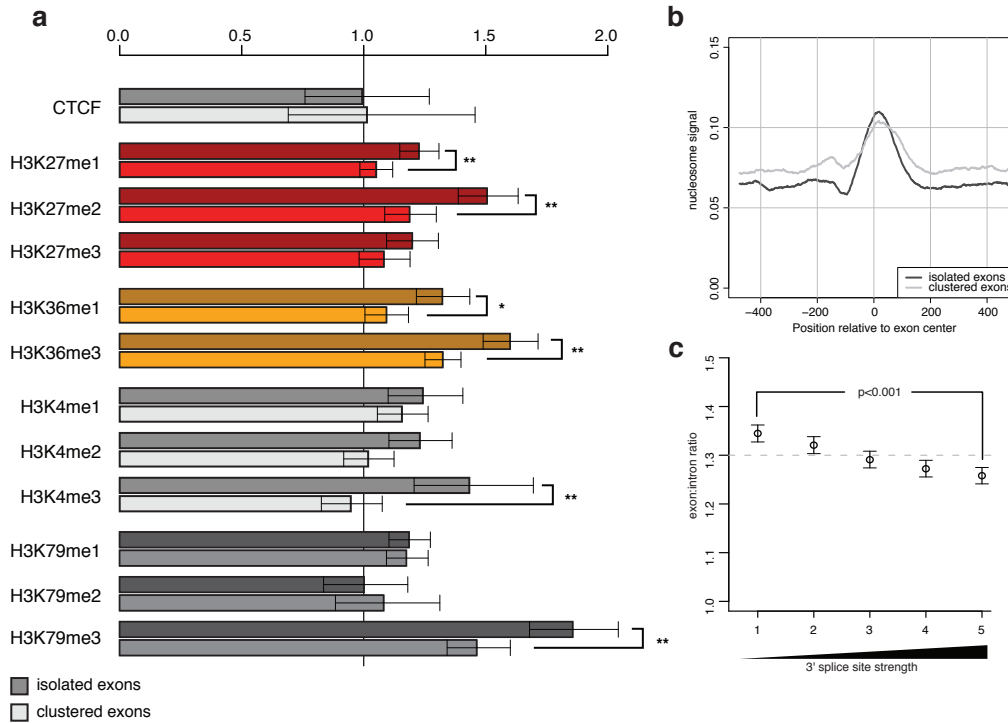 a
0.0 0.5 1.0 1.5 2.0
CTCF
H3K27me1
**
H3K27me2
**
H3K27me3
H3K36me1
*
H3K36me3
**
H3K4me1
H3K4me2
H3K4me3
**
H3K79me1
H3K79me2
H3K79me3
**
isolated exons
clustered exons
b
0.15
0.10
0.05
0.00
nucleosome signal
isolated exons
clustered exons
−400 −200 0 200 400
Position relative to exon center
c
1.5
1.4
1.3
1.2
1.1
1.0
exon:intron ratio
p<0.001
1 2 3 4 5
3' splice site strength